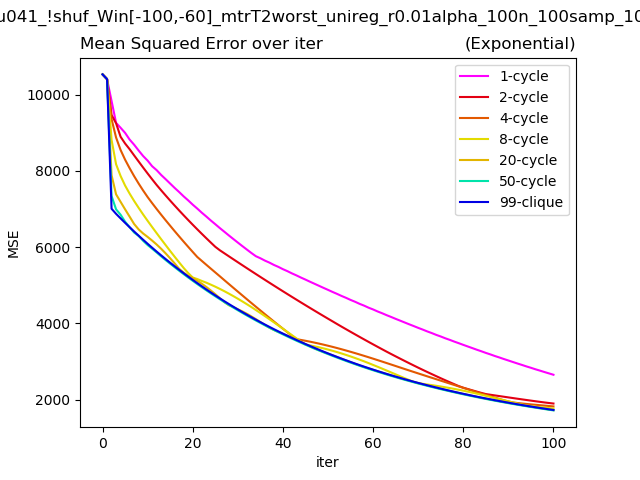 u041_!shuf_Win[-100,-60]_mtrT2worst_unireg_r0.01alpha_100n_100samp_10
Mean Squared Error over iter
(Exponential)
10000
8000
6000
4000
2000
MSE
0
20
40
60
80
100
iter
1-cycle
2-cycle
4-cycle
8-cycle
20-cycle
50-cycle
99-clique